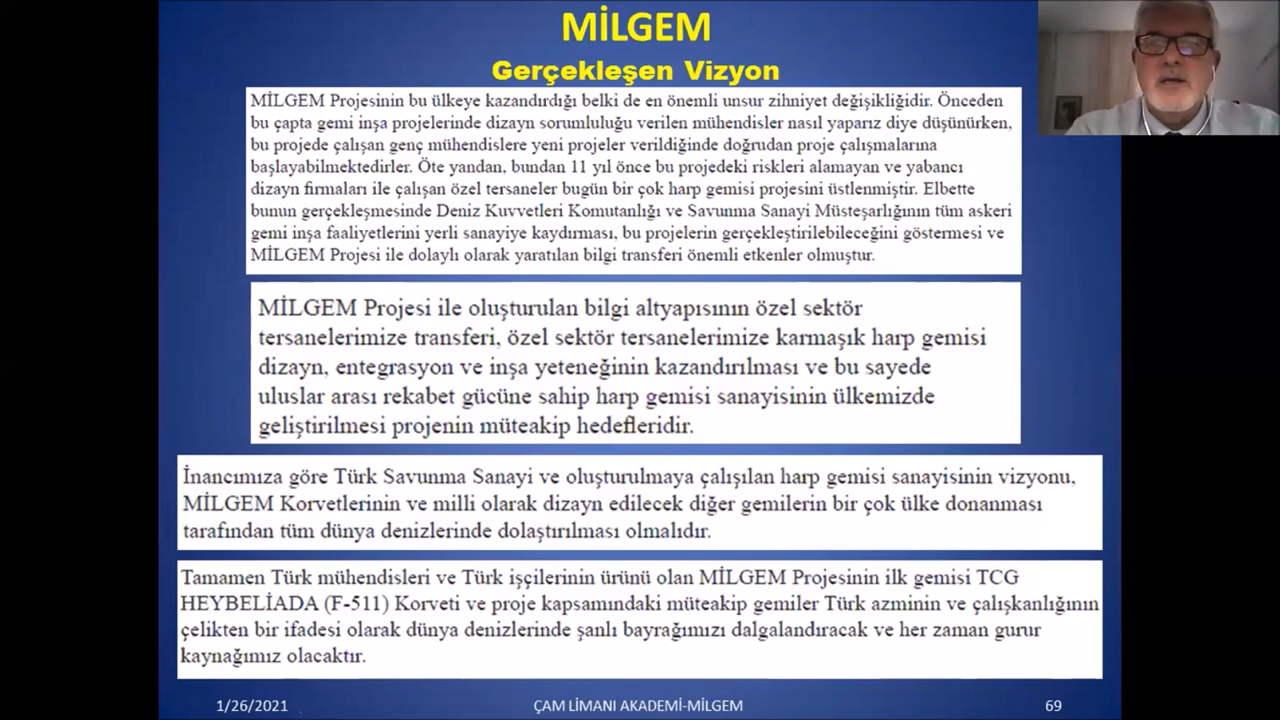 MİLGEM
Gerçekleşen Vizyon
MİLGEM Projesinin bu ülkeye kazandırdığı belki de en önemli unsur zihniyet değişikliğidir. Önceden
bu çapta gemi inşa projelerinde dizayn sorumluluğu verilen mühendisler nasıl yaparız diye düşünürken,
bu projede çalışan genç mühendislere yeni projeler verildiğinde doğrudan proje çalışmalarına
başlayabilmektedirler. Öte yandan, bundan 11 yıl önce bu projedeki riskleri alamayan ve yabancı
dizayn firmaları ile çalışan özel tersaneler bugün bir çok harp gemisi projesini üstlenmiştir. Elbette
bunun gerçekleşmesinde Deniz Kuvvetleri Komutanlığı ve Savunma Sanayi Müsteşarlığının tüm askeri
gemi inşa faaliyetlerini yerli sanayiye kaydırması, bu projelerin gerçekleştirilebileceğini göstermesi ve
MİLGEM Projesi ile dolaylı olarak yaratılan bilgi transferi önemli etkenler olmuştur.
MİLGEM Projesi ile oluşturulan bilgi altyapısının özel sektör
tersanelerimize transferi, özel sektör tersanelerimize karmaşık harp gemisi
dizayn, entegrasyon ve inşa yeteneğinin kazandırılması ve bu sayede
uluslar arası rekabet gücüne sahip harp gemisi sanayisinin ülkemizde
geliştirilmesi projenin müteakip hedefleridir.
İnancımıza göre Türk Savunma Sanayi ve oluşturulmaya çalışılan harp gemisi sanayisinin vizyonu,
MİLGEM Korvetlerinin ve milli olarak dizayn edilecek diğer gemilerin bir çok ülke donanması
tarafından tüm dünya denizlerinde dolaştırılması olmalıdır.
Tamamen Türk mühendisleri ve Türk işçilerinin ürünü olan MİLGEM Projesinin ilk gemisi TCG
HEYBELİADA (F-511) Korveti ve proje kapsamındaki müteakip gemiler Türk azminin ve çalışkanlığının
çelikten bir ifadesi olarak dünya denizlerinde şanlı bayrağımızı dalgalandıracak ve her zaman gurur
kaynağımız olacaktır.
1/26/2021 ÇAM LİMANI AKADEMİ-MİLGEM 69